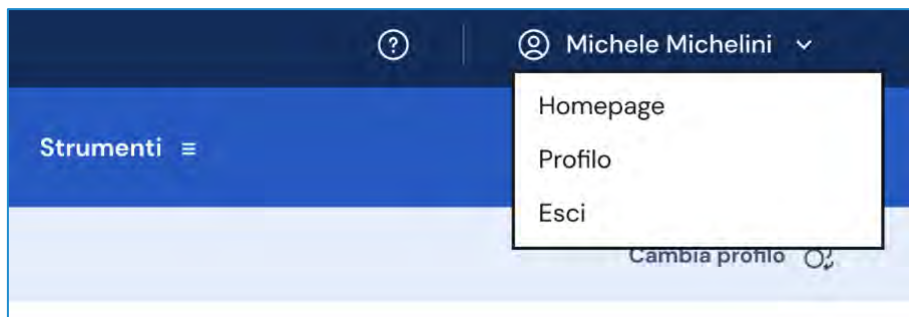 Michele Michelini
Homepage
Strumenti
Profilo
Esci
Cambia profilo